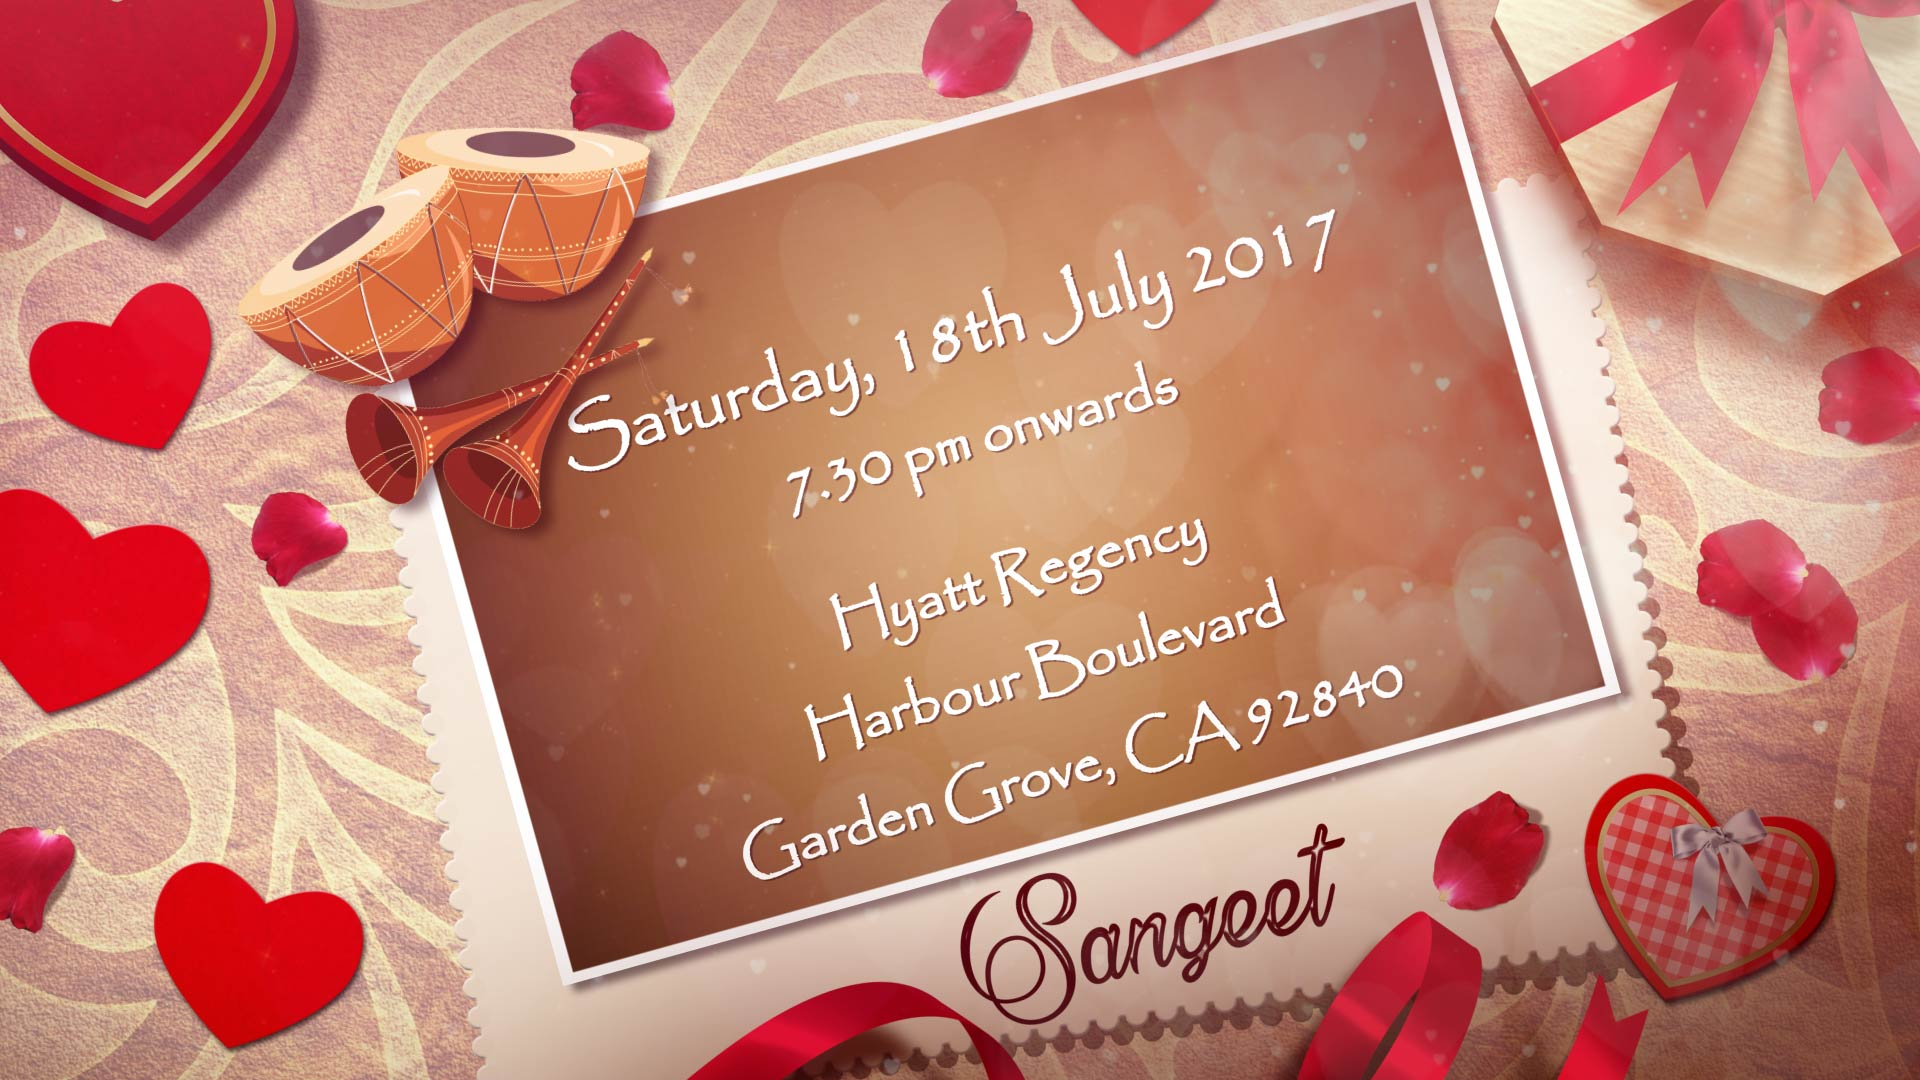 Saturday, 18th July 2017
7.30 pm onwards
Hyatt Regency
Harbour Boulevard
Garden Grove, CA 92840
Sangeet